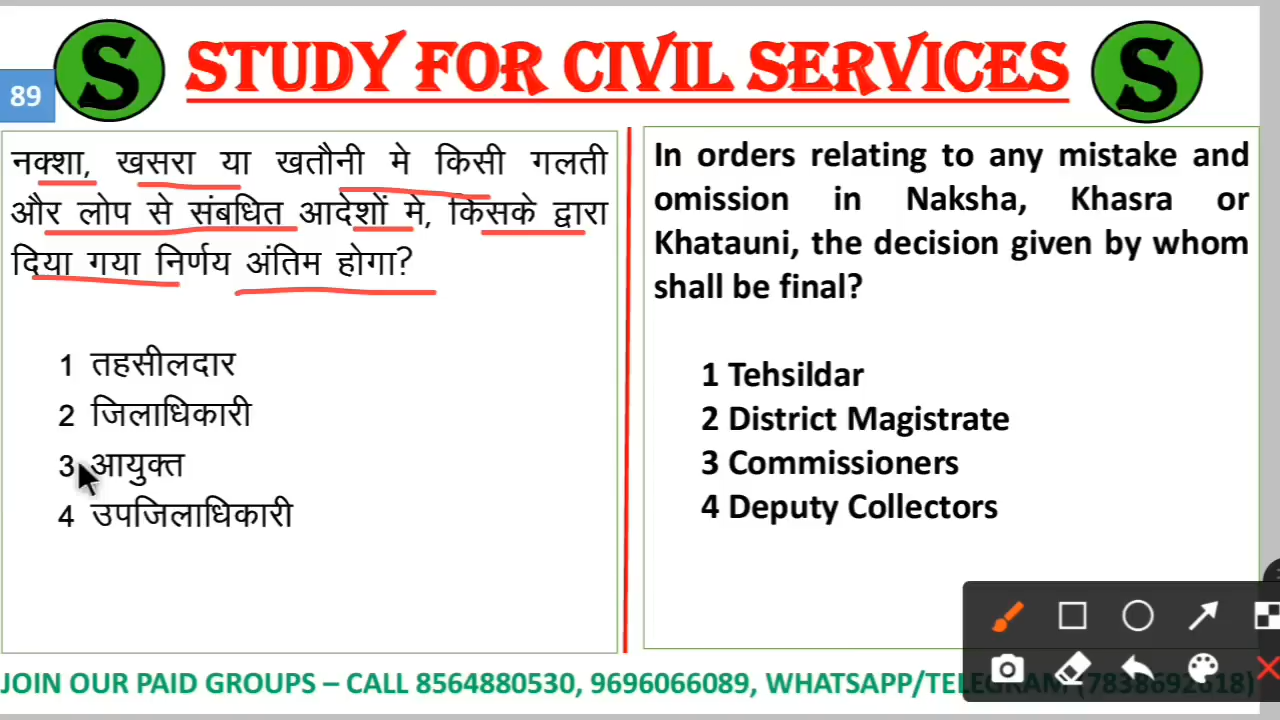 S STUDY FOR CIVIL SERVICES S
89
नक्शा, खसरा या खतौनी मे किसी गलती
और लोप से संबधित आदेशों मे, किसके द्वारा
दिया गया निर्णय अंतिम होगा?
1 तहसीलदार
2 जिलाधिकारी
3 आयुक्त
4 उपजिलाधिकारी
In orders relating to any mistake and
omission in Naksha, Khasra or
Khatauni, the decision given by whom
shall be final?
1 Tehsildar
2 District Magistrate
3 Commissioners
4 Deputy Collectors
JOIN OUR PAID GROUPS – CALL 8564880530, 9696066089, WHATSAPP/TELEGRAM (7838692618)